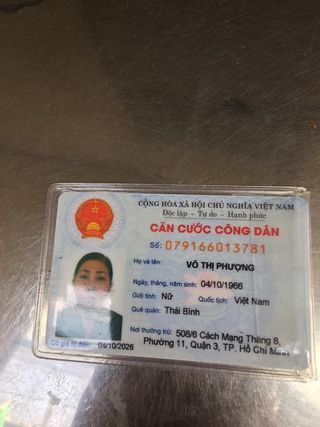 CỘNG HÒA XÃ HỘI CHỦ NGHĨA VIỆT NAM
Độc lập - Tự do - Hạnh phúc
CĂN CƯỚC CÔNG DÂN
Số: 079166013781
Họ và tên:
VÕ THỊ PHƯỢNG
Ngày, tháng, năm sinh: 04/10/1966
Giới tính: Nữ Quốc tịch: Việt Nam
Quê quán: Thái Bình
Nơi thường trú: 508/6 Cách Mạng Tháng 8,
Phường 11, Quận 3, TP. Hồ Chí Minh
Có giá trị đến: 04/10/2026